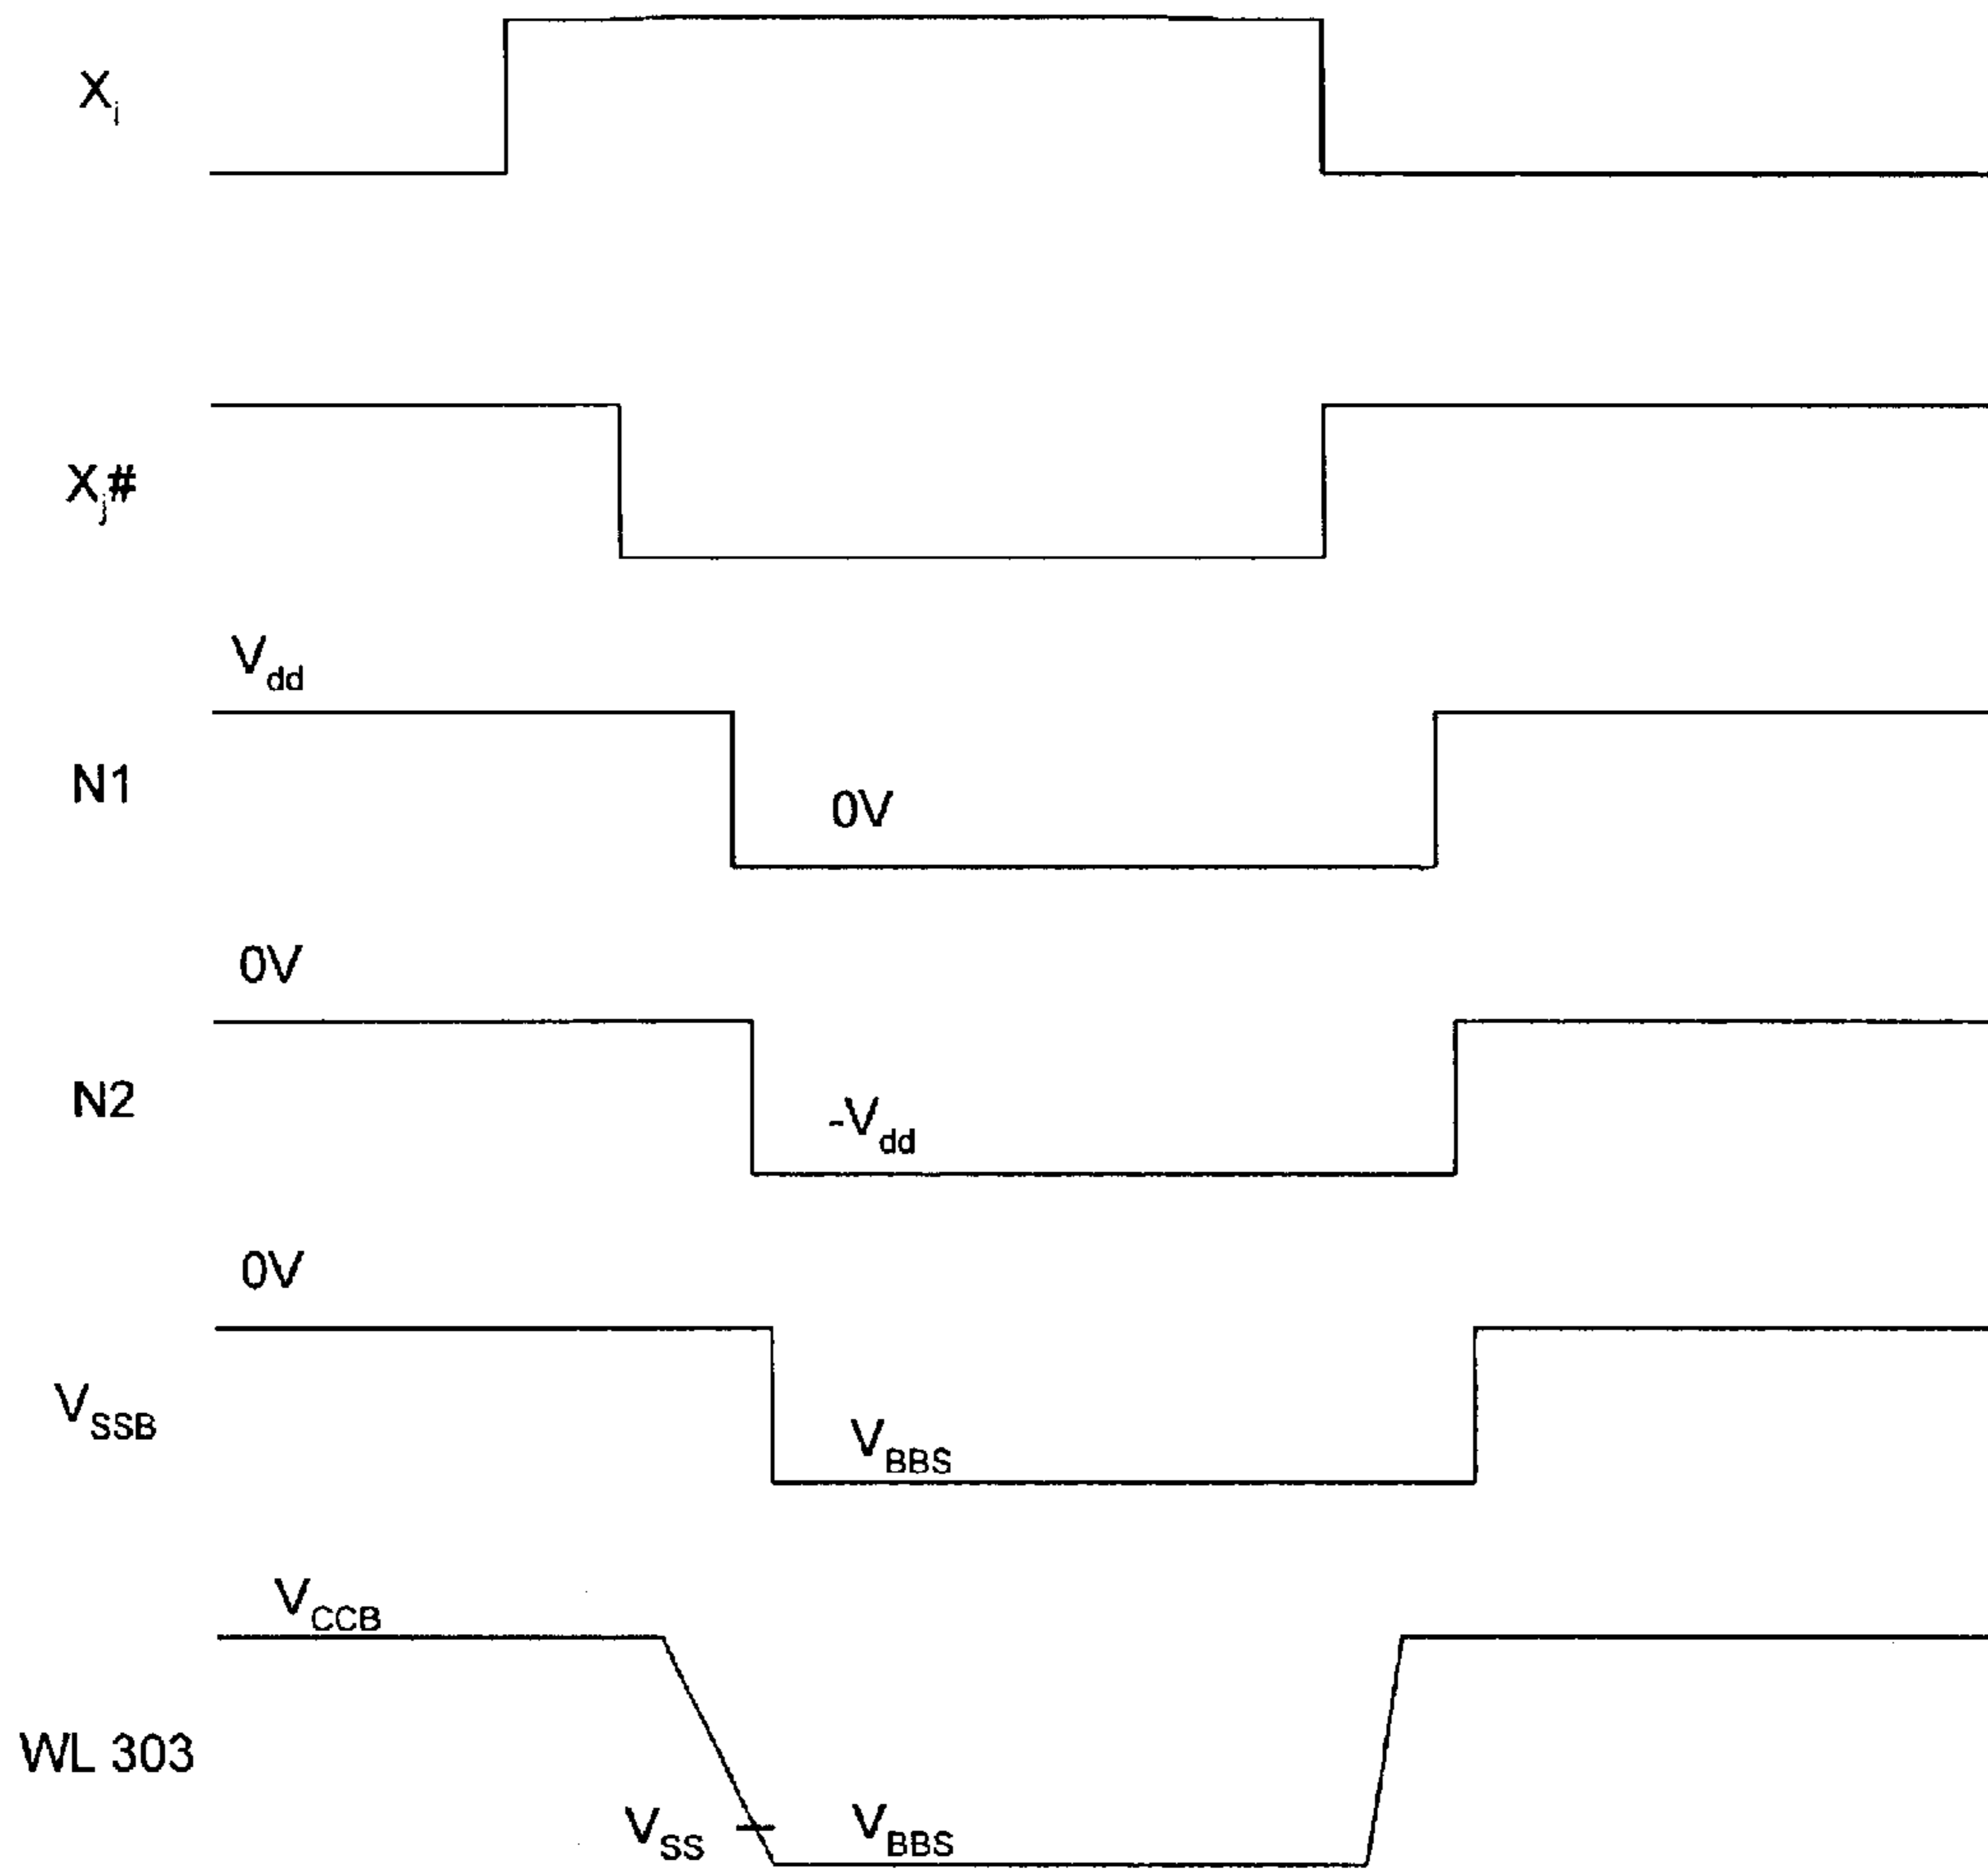 Xi
Xj#
Vdd
N1
0V
0V
N2
-Vdd
0V
VSSB
VBBS
VCCB
WL 303
VSS
VBBS